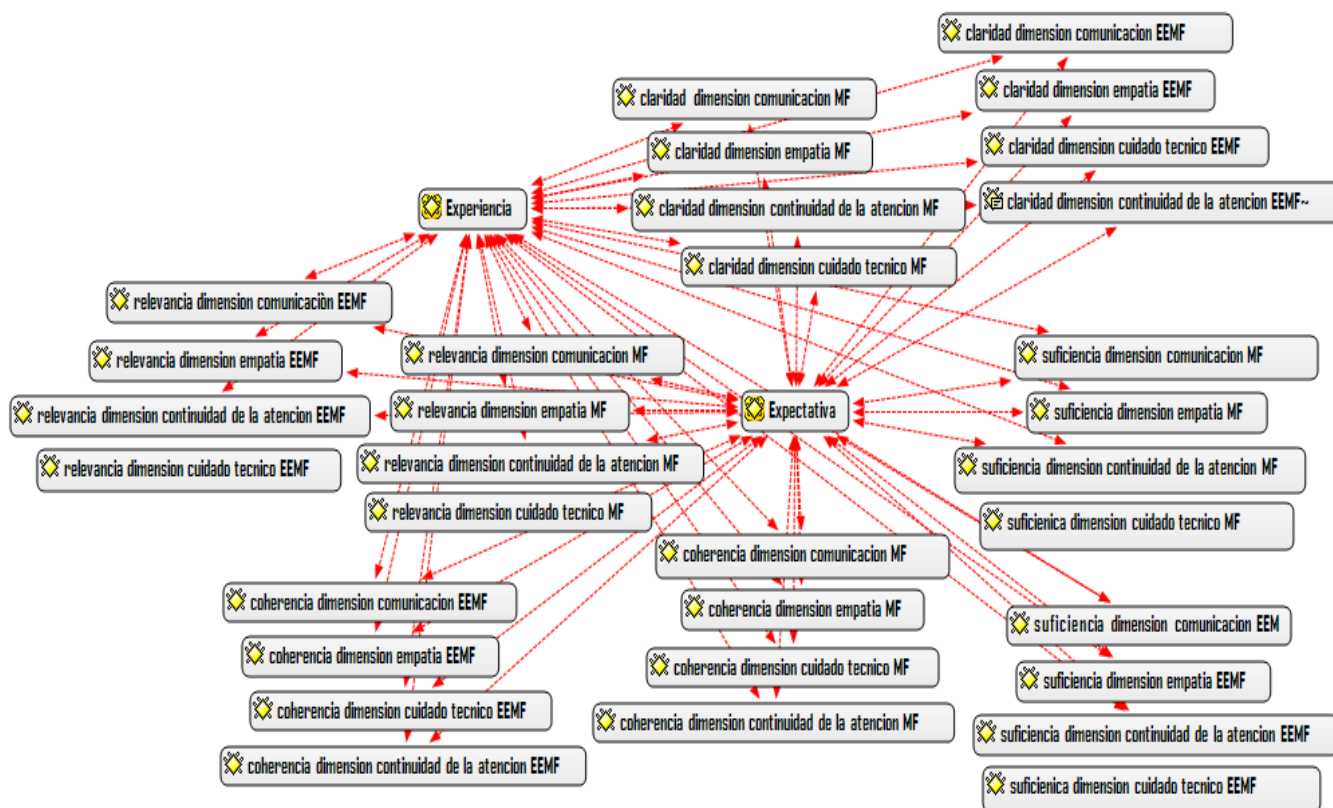 claridad dimension comunicacion EEMF
claridad dimension empatia EEMF
claridad dimension cuidado tecnico EEMF
claridad dimension continuidad de la atencion EEMF~
claridad dimension comunicacion MF
claridad dimension empatia MF
claridad dimension continuidad de la atencion MF
claridad dimension cuidado tecnico MF
Experiencia
relevancia dimension comunicaciòn EEMF
relevancia dimension empatia EEMF
relevancia dimension continuidad de la atencion EEMF
relevancia dimension cuidado tecnico EEMF
relevancia dimension comunicacion MF
relevancia dimension empatia MF
relevancia dimension continuidad de la atencion MF
relevancia dimension cuidado tecnico MF
Expectativa
suficiencia dimension comunicacion MF
suficiencia dimension empatia MF
suficiencia dimension continuidad de la atencion MF
suficienica dimension cuidado tecnico MF
coherencia dimension comunicacion EEMF
coherencia dimension empatia EEMF
coherencia dimension cuidado tecnico EEMF
coherencia dimension continuidad de la atencion EEMF
coherencia dimension comunicacion MF
coherencia dimension empatia MF
coherencia dimension cuidado tecnico MF
coherencia dimension continuidad de la atencion MF
suficiencia dimension comunicacion EEM
suficiencia dimension empatia EEMF
suficiencia dimension continuidad de la atencion EEMF
suficienica dimension cuidado tecnico EEMF